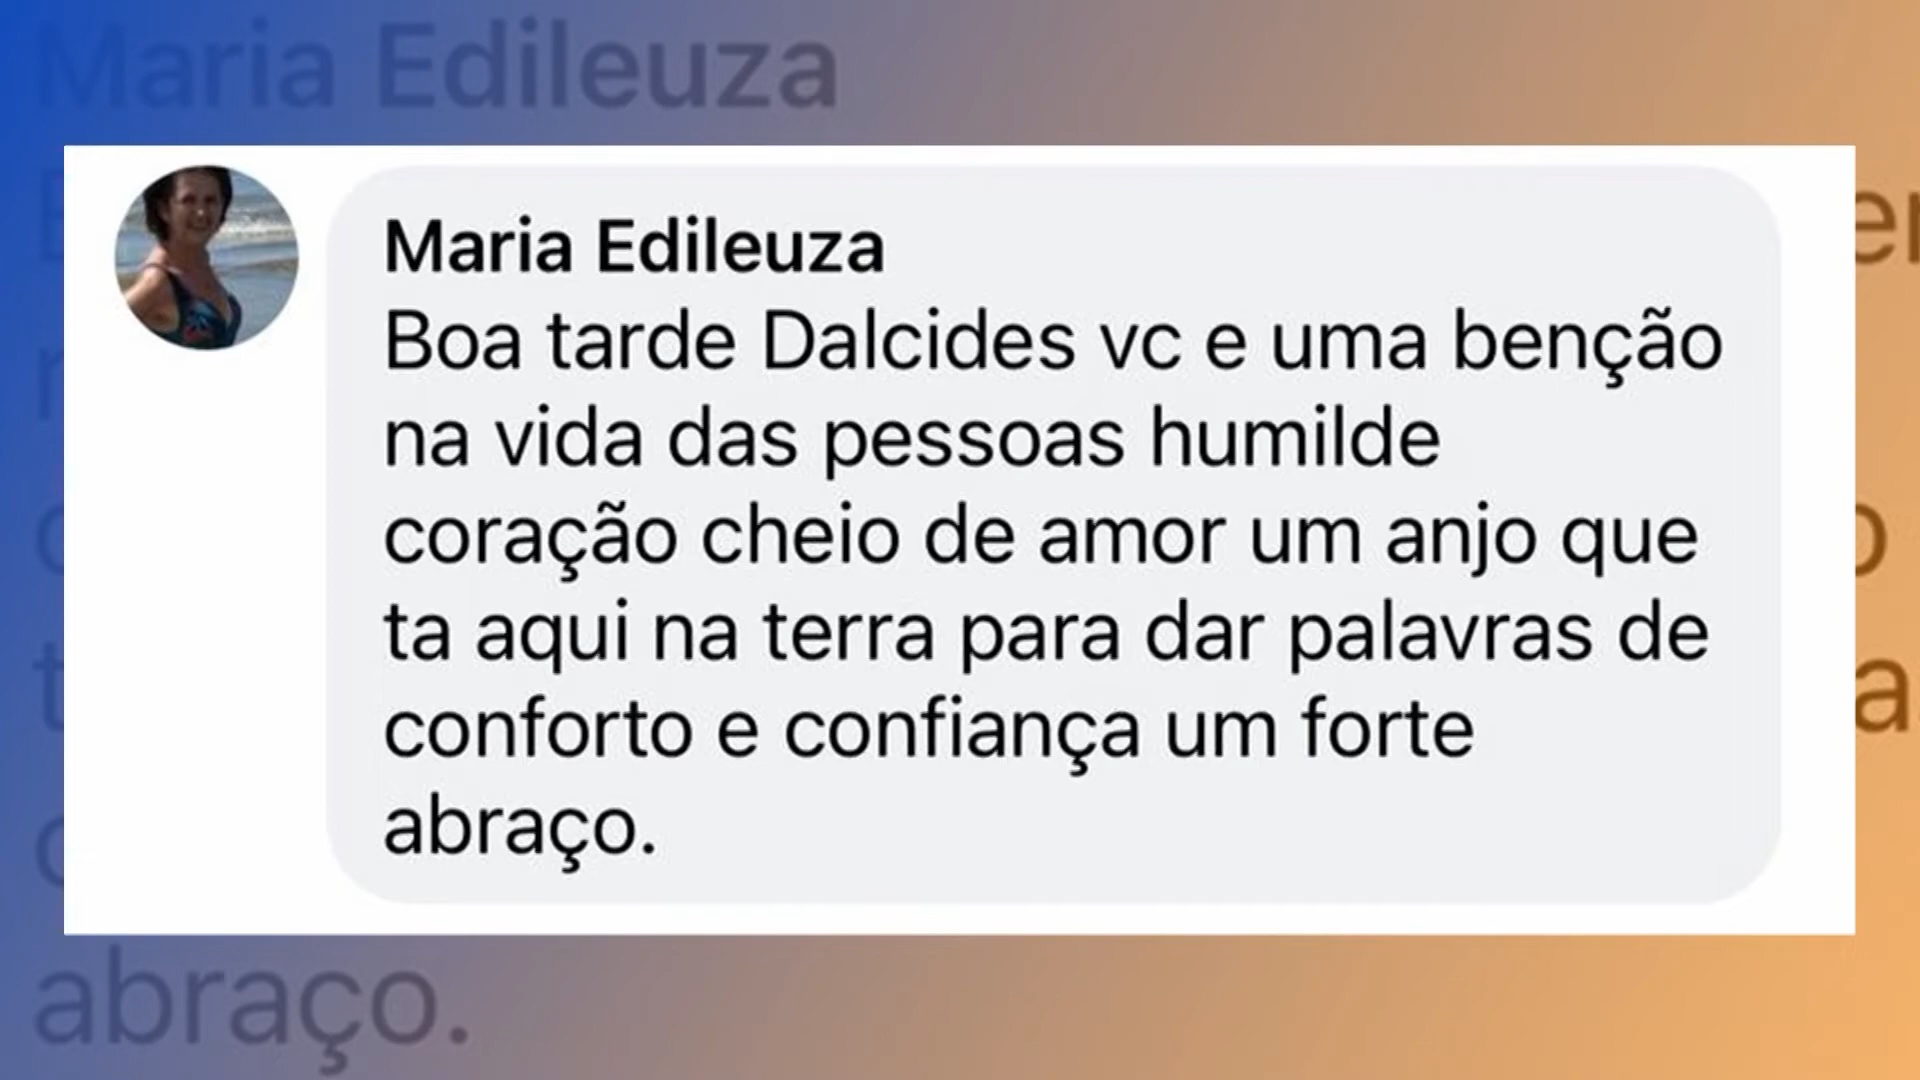 Maria Edileuza
Maria Edileuza
Boa tarde Dalcides vc e uma benção
na vida das pessoas humilde
coração cheio de amor um anjo que
ta aqui na terra para dar palavras de
conforto e confiança um forte
abraço.
abraço.